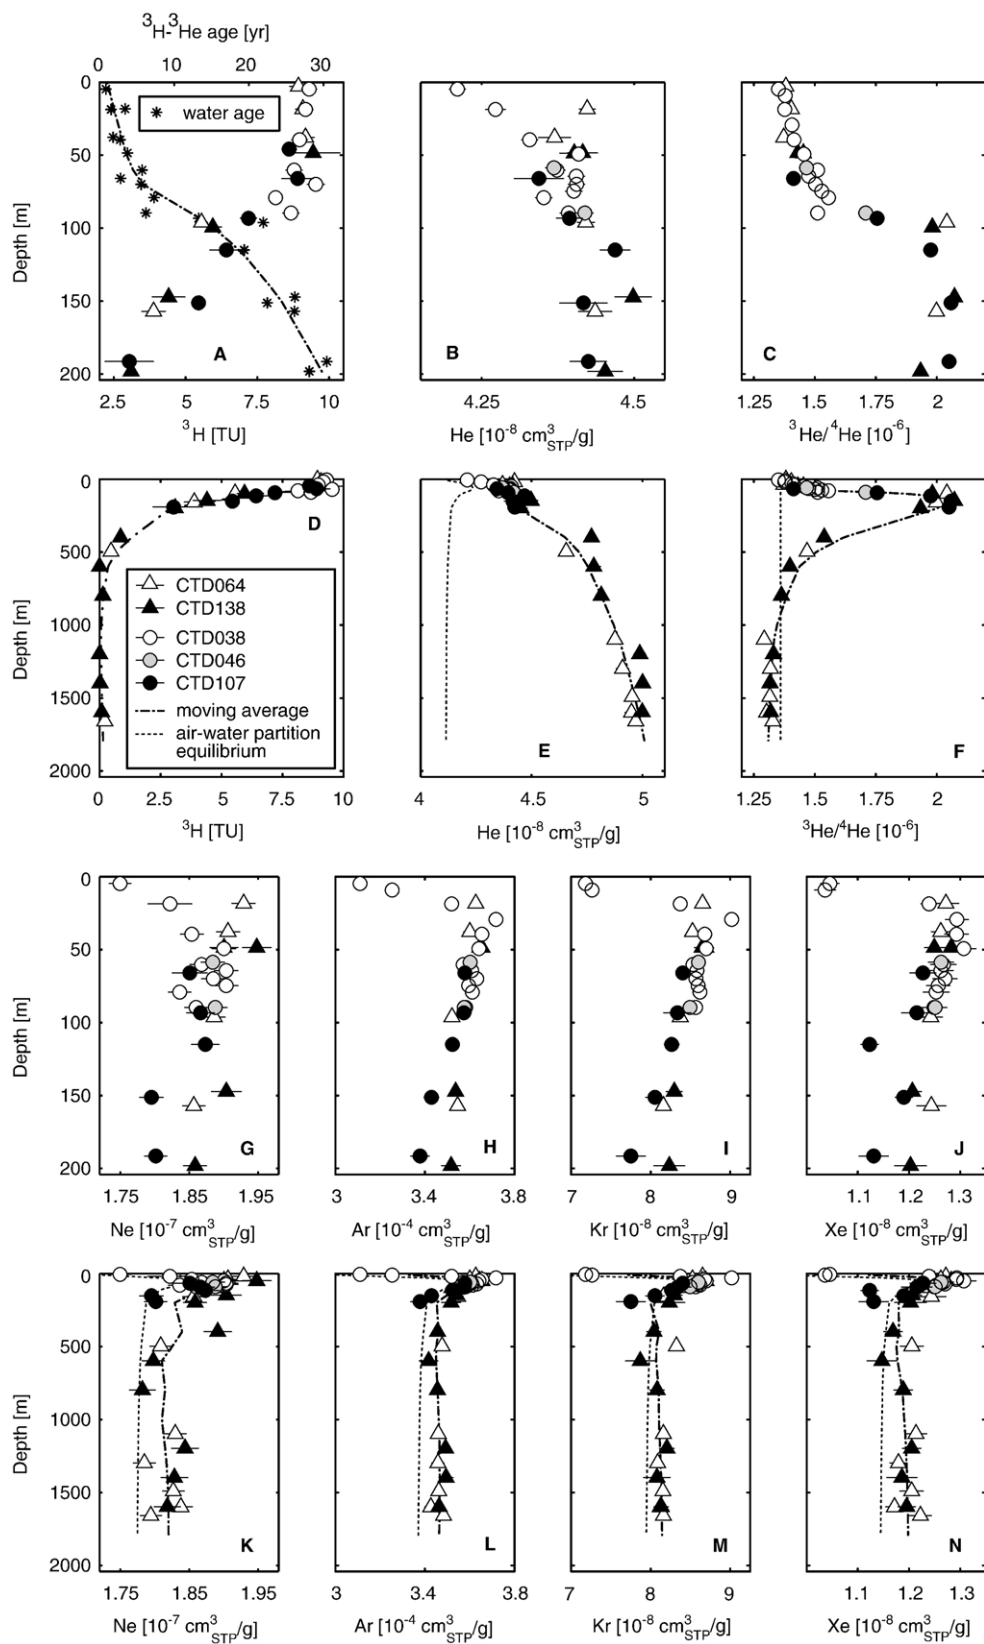 ³H-³He age [yr]
0 10 20 30
0
50
100
150
200
Depth [m]
water age
A
2.5 5 7.5 10
³H [TU]
B
4.25 4.5
He [10⁻⁸ cm³STP/g]
C
1.25 1.5 1.75 2
³He/⁴He [10⁻⁶]
0
500
1000
1500
2000
Depth [m]
D
CTD064
CTD138
CTD038
CTD046
CTD107
moving average
air-water partition
equilibrium
0 2.5 5 7.5 10
³H [TU]
E
4 4.5 5
He [10⁻⁸ cm³STP/g]
F
1.25 1.5 1.75 2
³He/⁴He [10⁻⁶]
0
50
100
150
200
Depth [m]
G
1.75 1.85 1.95
Ne [10⁻⁷ cm³STP/g]
H
3 3.4 3.8
Ar [10⁻⁴ cm³STP/g]
I
7 8 9
Kr [10⁻⁸ cm³STP/g]
J
1.1 1.2 1.3
Xe [10⁻⁸ cm³STP/g]
0
500
1000
1500
2000
Depth [m]
K
1.75 1.85 1.95
Ne [10⁻⁷ cm³STP/g]
L
3 3.4 3.8
Ar [10⁻⁴ cm³STP/g]
M
7 8 9
Kr [10⁻⁸ cm³STP/g]
N
1.1 1.2 1.3
Xe [10⁻⁸ cm³STP/g]